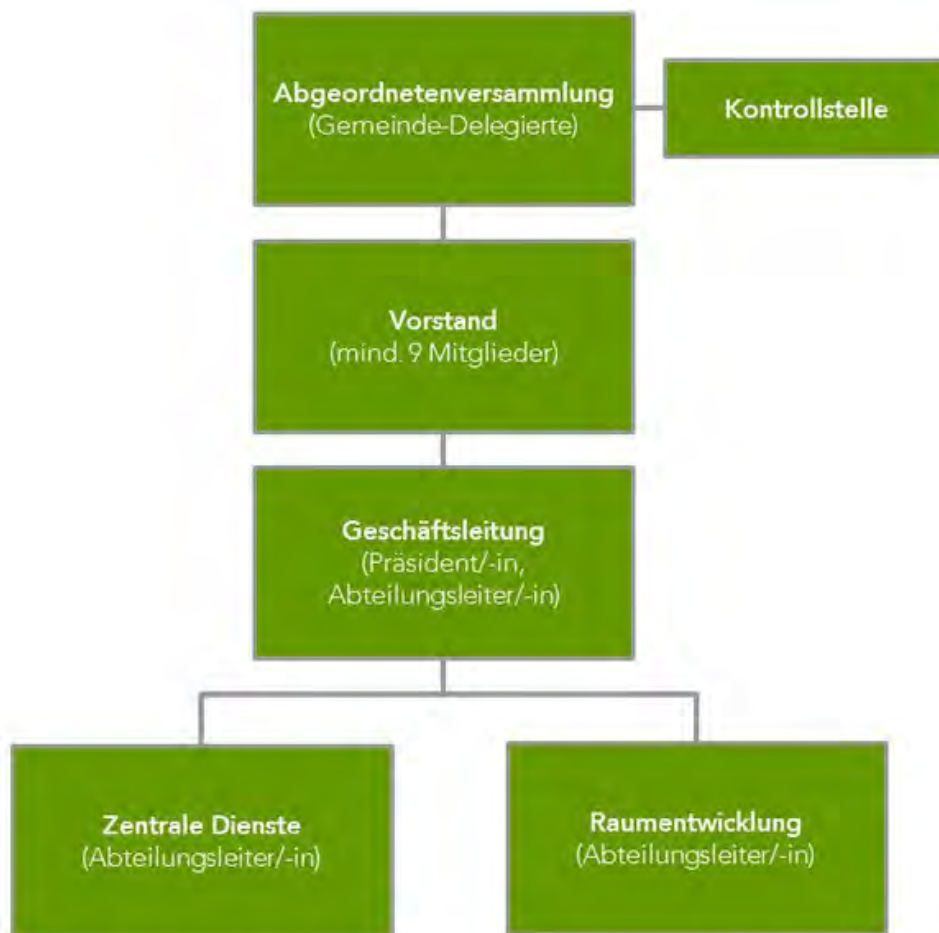 Abgeordnetenversammlung
(Gemeinde-Delegierte)
Kontrollstelle
Vorstand
(mind. 9 Mitglieder)
Geschäftsleitung
(Präsident/-in,
Abteilungsleiter/-in)
Zentrale Dienste
(Abteilungsleiter/-in)
Raumentwicklung
(Abteilungsleiter/-in)